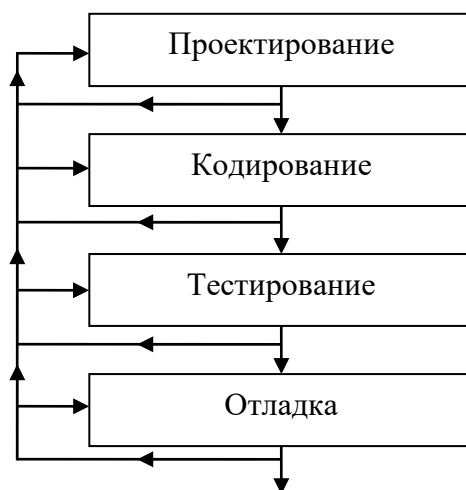 Проектирование
Кодирование
Тестирование
Отладка